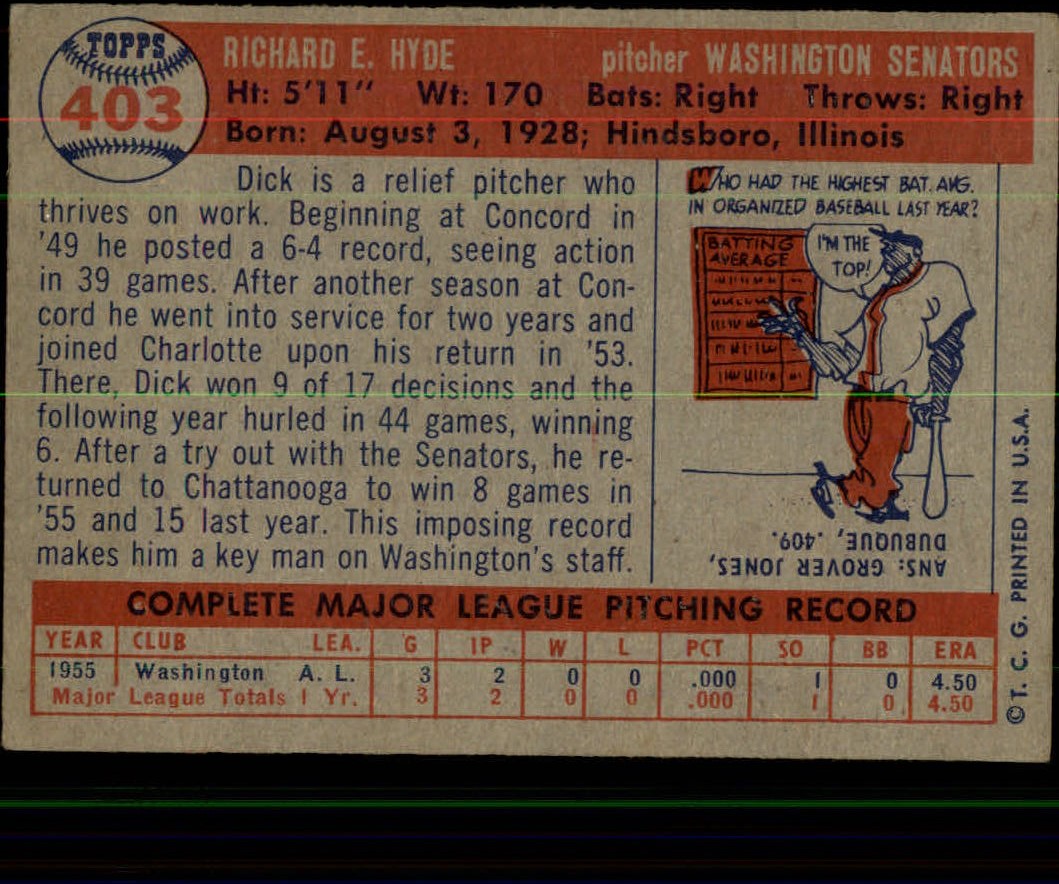 TOPPS
403
RICHARD E. HYDE pitcher WASHINGTON SENATORS
Ht: 5'11" Wt: 170 Bats: Right Throws: Right
Born: August 3, 1928; Hindsboro, Illinois
Dick is a relief pitcher who
thrives on work. Beginning at Concord in
'49 he posted a 6-4 record, seeing action
in 39 games. After another season at Con-
cord he went into service for two years and
joined Charlotte upon his return in '53.
There, Dick won 9 of 17 decisions and the
following year hurled in 44 games, winning
6. After a try out with the Senators, he re-
turned to Chattanooga to win 8 games in
'55 and 15 last year. This imposing record
makes him a key man on Washington's staff.
WHO HAD THE HIGHEST BAT. AVG.
IN ORGANIZED BASEBALL LAST YEAR?
BATTING
AVERAGE
I'M THE
TOP!
ANS: GROVER JONES,
DUBUQUE, .409.
© T. C. G. PRINTED IN U.S.A.
COMPLETE MAJOR LEAGUE PITCHING RECORD
YEAR CLUB LEA. G IP W L PCT SO BB ERA
1955 Washington A. L. 3 2 0 0 .000 1 0 4.50
Major League Totals 1 Yr. 3 2 0 0 .000 1 0 4.50